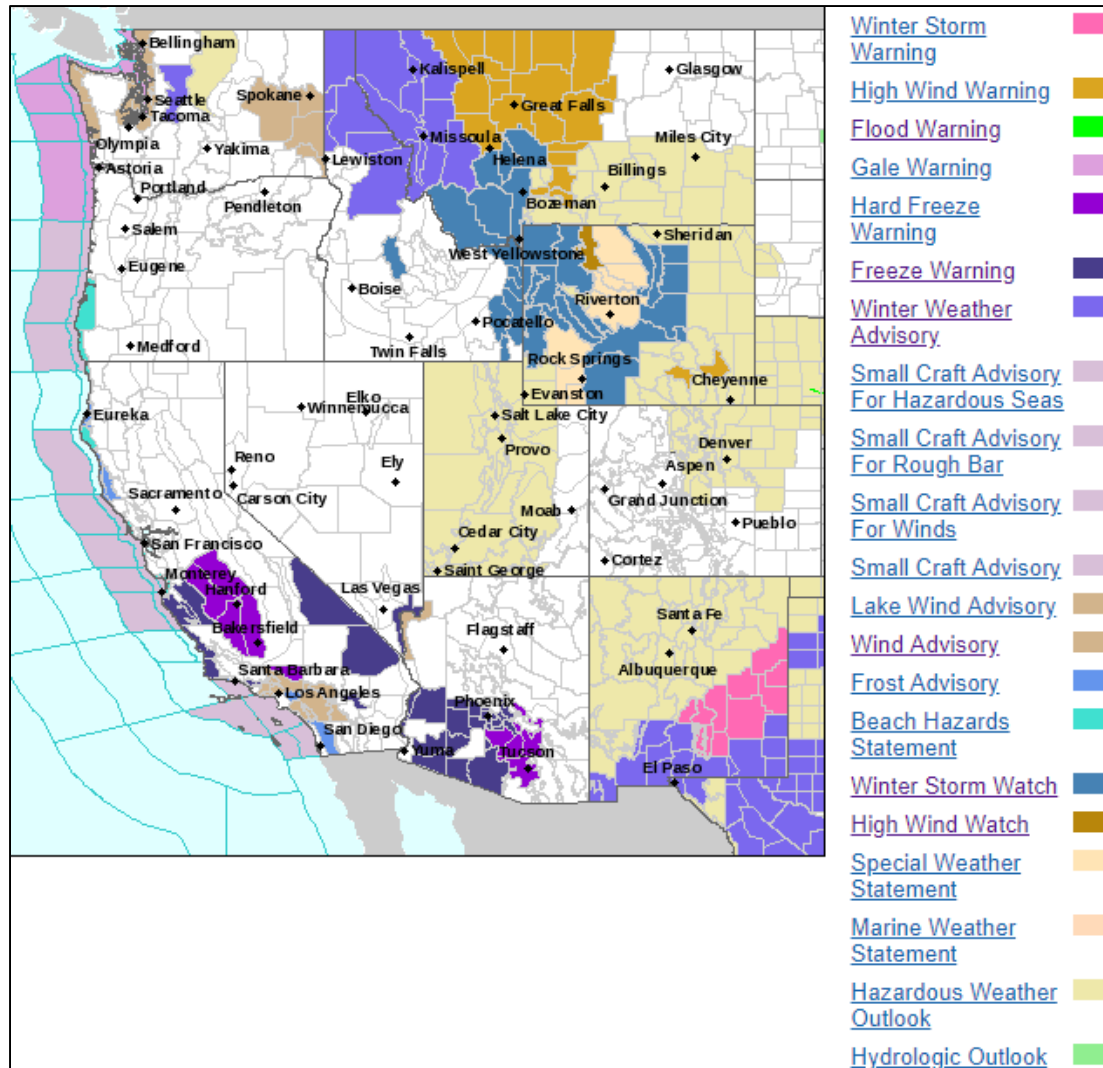 Bellingham
Kalispell
Glasgow
Spokane
Seattle
Great Falls
Tacoma
Olympia
Yakima
Missoula
Miles City
Astoria
Lewiston
Helena
Billings
Portland
Pendleton
Bozeman
Salem
Sheridan
West Yellowstone
Eugene
Boise
Riverton
Pocatello
Medford
Twin Falls
Rock Springs
Cheyenne
Elko
Evanston
Eureka
Winnemucca
Salt Lake City
Provo
Denver
Reno
Ely
Aspen
Sacramento
Carson City
Moab
Grand Junction
Pueblo
San Francisco
Cedar City
Cortez
Monterey
Saint George
Hanford
Las Vegas
Bakersfield
Flagstaff
Santa Fe
Santa Barbara
Albuquerque
Los Angeles
Phoenix
San Diego
Yuma
Tucson
El Paso
Winter Storm
Warning
High Wind Warning
Flood Warning
Gale Warning
Hard Freeze
Warning
Freeze Warning
Winter Weather
Advisory
Small Craft Advisory
For Hazardous Seas
Small Craft Advisory
For Rough Bar
Small Craft Advisory
For Winds
Small Craft Advisory
Lake Wind Advisory
Wind Advisory
Frost Advisory
Beach Hazards
Statement
Winter Storm Watch
High Wind Watch
Special Weather
Statement
Marine Weather
Statement
Hazardous Weather
Outlook
Hydrologic Outlook